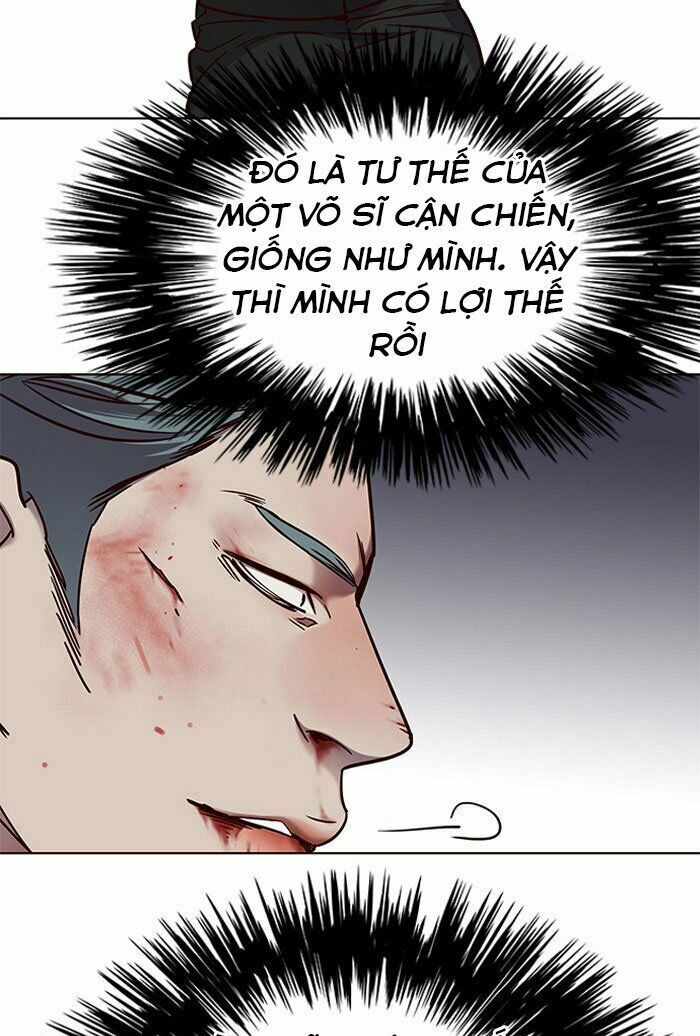 ĐÓ LÀ TƯ THẾ CỦA
MỘT VÕ SĨ CẬN CHIẾN,
GIỐNG NHƯ MÌNH. VẬY
THÌ MÌNH CÓ LỢI THẾ
RỒI